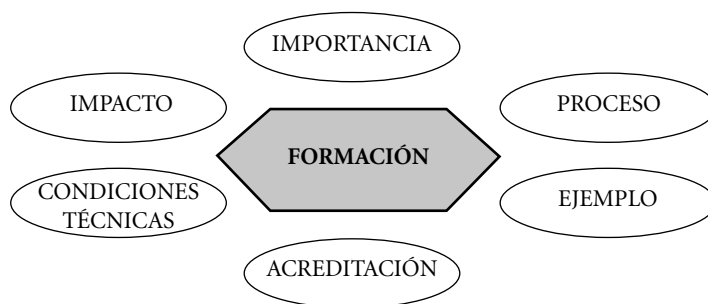 IMPORTANCIA
IMPACTO
PROCESO
FORMACIÓN
CONDICIONES
TÉCNICAS
EJEMPLO
ACREDITACIÓN